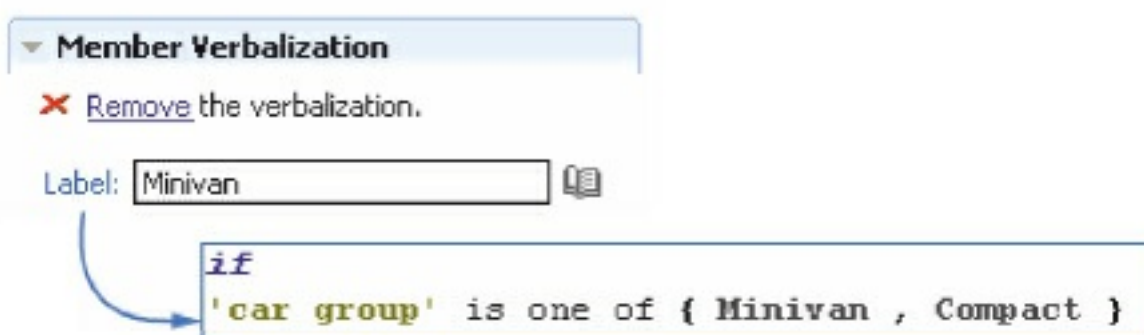 Member Verbalization
Remove the verbalization.
Label: Minivan
if
'car group' is one of { Minivan , Compact }